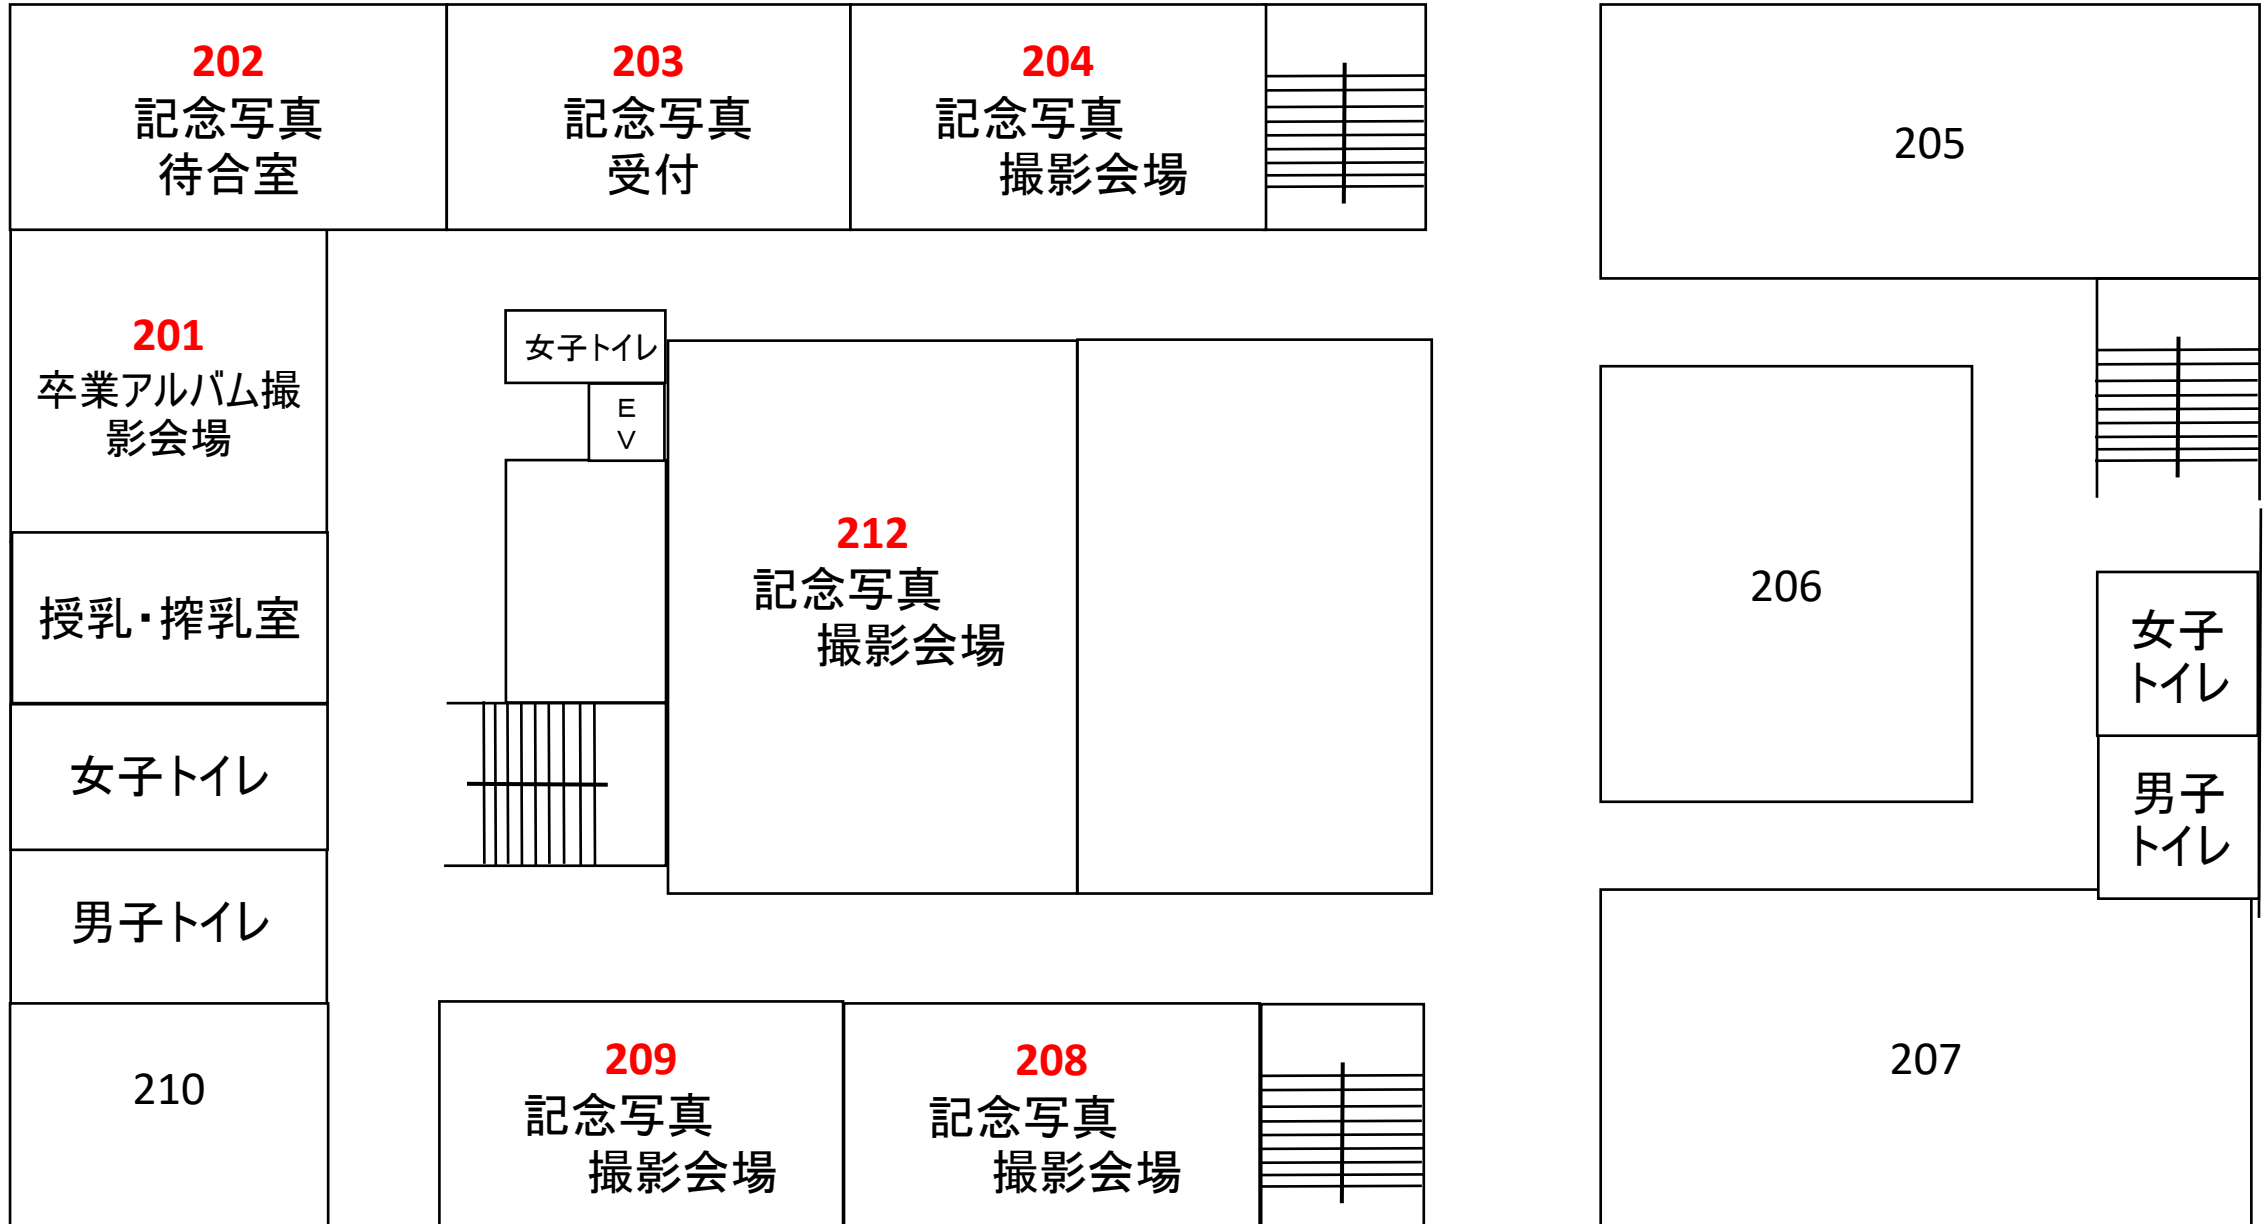 202
記念写真
待合室
203
記念写真
受付
204
記念写真
撮影会場
205
201
卒業アルバム撮
影会場
女子トイレ
E
V
212
記念写真
撮影会場
206
授乳・搾乳室
女子トイレ
男子トイレ
女子
トイレ
男子
トイレ
210
209
記念写真
撮影会場
208
記念写真
撮影会場
207